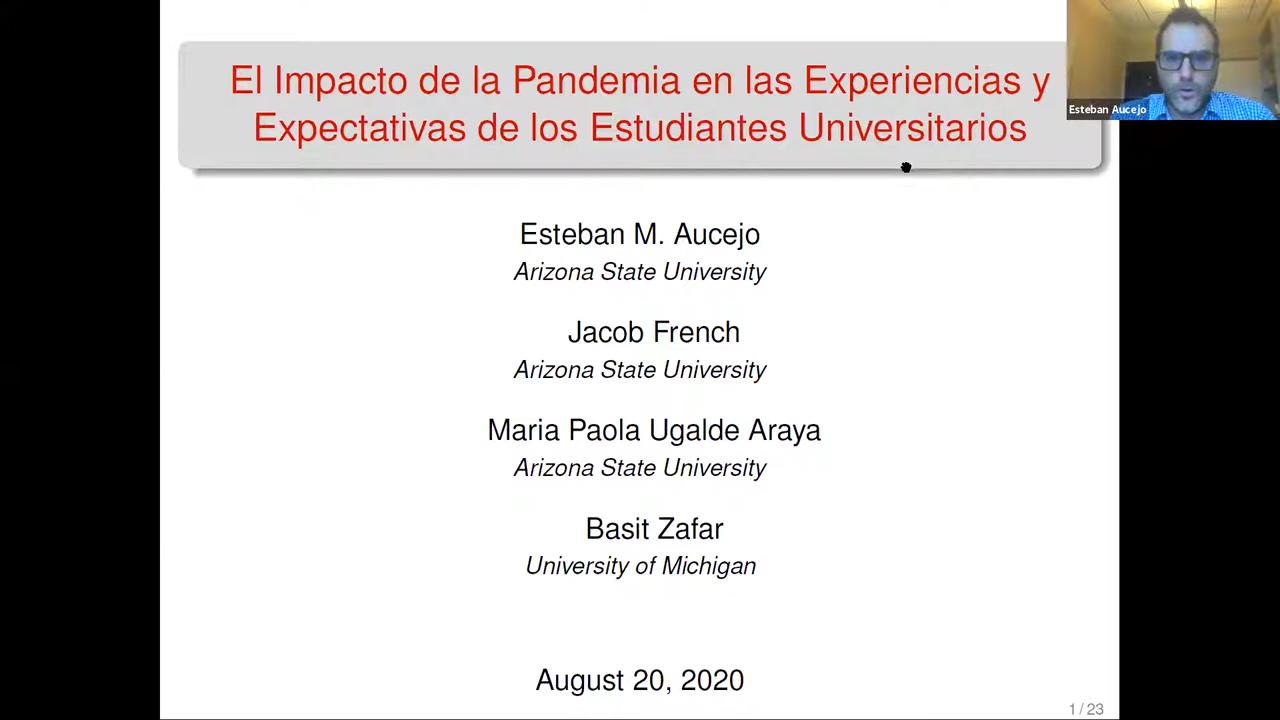 El Impacto de la Pandemia en las Experiencias y
Expectativas de los Estudiantes Universitarios
Esteban Aucejo
Esteban M. Aucejo
Arizona State University
Jacob French
Arizona State University
Maria Paola Ugalde Araya
Arizona State University
Basit Zafar
University of Michigan
August 20, 2020
1 / 23